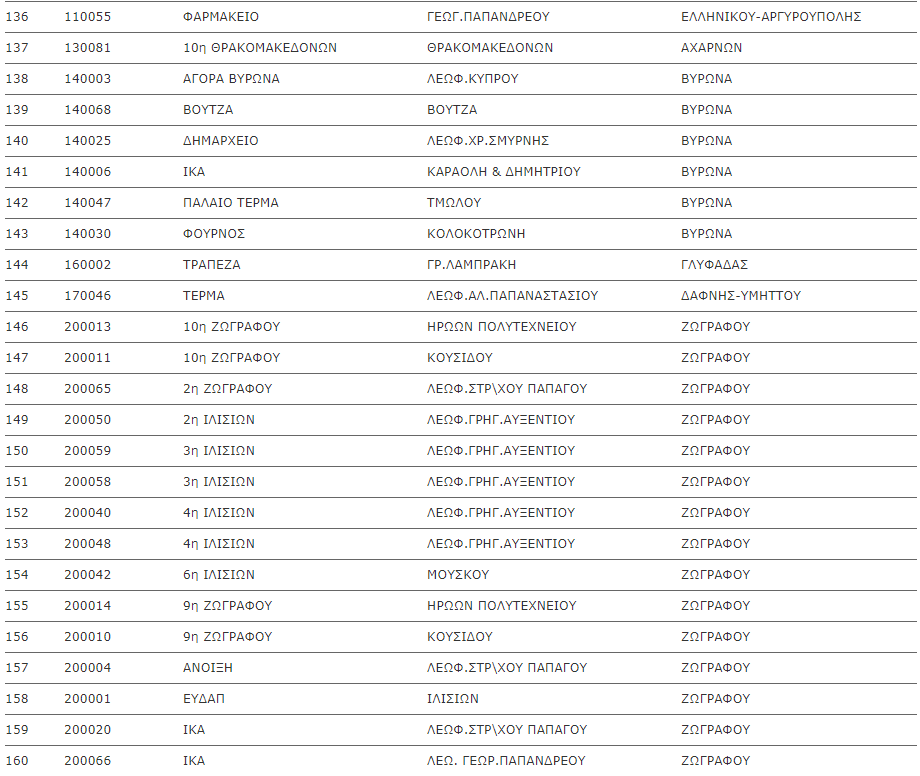 136 110055 ΦΑΡΜΑΚΕΙΟ ΓΕΩΓ.ΠΑΠΑΝΔΡΕΟΥ ΕΛΛΗΝΙΚΟΥ-ΑΡΓΥΡΟΥΠΟΛΗΣ
137 130081 10η ΘΡΑΚΟΜΑΚΕΔΟΝΩΝ ΘΡΑΚΟΜΑΚΕΔΟΝΩΝ ΑΧΑΡΝΩΝ
138 140003 ΑΓΟΡΑ ΒΥΡΩΝΑ ΛΕΩΦ.ΚΥΠΡΟΥ ΒΥΡΩΝΑ
139 140068 ΒΟΥΤΖΑ ΒΟΥΤΖΑ ΒΥΡΩΝΑ
140 140025 ΔΗΜΑΡΧΕΙΟ ΛΕΩΦ.ΧΡ.ΣΜΥΡΝΗΣ ΒΥΡΩΝΑ
141 140006 ΙΚΑ ΚΑΡΑΟΛΗ & ΔΗΜΗΤΡΙΟΥ ΒΥΡΩΝΑ
142 140047 ΠΑΛΑΙΟ ΤΕΡΜΑ ΤΜΩΛΟΥ ΒΥΡΩΝΑ
143 140030 ΦΟΥΡΝΟΣ ΚΟΛΟΚΟΤΡΩΝΗ ΒΥΡΩΝΑ
144 160002 ΤΡΑΠΕΖΑ ΓΡ.ΛΑΜΠΡΑΚΗ ΓΛΥΦΑΔΑΣ
145 170046 ΤΕΡΜΑ ΛΕΩΦ.ΑΛ.ΠΑΠΑΝΑΣΤΑΣΙΟΥ ΔΑΦΝΗΣ-ΥΜΗΤΤΟΥ
146 200013 10η ΖΩΓΡΑΦΟΥ ΗΡΩΩΝ ΠΟΛΥΤΕΧΝΕΙΟΥ ΖΩΓΡΑΦΟΥ
147 200011 10η ΖΩΓΡΑΦΟΥ ΚΟΥΣΙΔΟΥ ΖΩΓΡΑΦΟΥ
148 200065 2η ΖΩΓΡΑΦΟΥ ΛΕΩΦ.ΣΤΡ\ΧΟΥ ΠΑΠΑΓΟΥ ΖΩΓΡΑΦΟΥ
149 200050 2η ΙΛΙΣΙΩΝ ΛΕΩΦ.ΓΡΗΓ.ΑΥΞΕΝΤΙΟΥ ΖΩΓΡΑΦΟΥ
150 200059 3η ΙΛΙΣΙΩΝ ΛΕΩΦ.ΓΡΗΓ.ΑΥΞΕΝΤΙΟΥ ΖΩΓΡΑΦΟΥ
151 200058 3η ΙΛΙΣΙΩΝ ΛΕΩΦ.ΓΡΗΓ.ΑΥΞΕΝΤΙΟΥ ΖΩΓΡΑΦΟΥ
152 200040 4η ΙΛΙΣΙΩΝ ΛΕΩΦ.ΓΡΗΓ.ΑΥΞΕΝΤΙΟΥ ΖΩΓΡΑΦΟΥ
153 200048 4η ΙΛΙΣΙΩΝ ΛΕΩΦ.ΓΡΗΓ.ΑΥΞΕΝΤΙΟΥ ΖΩΓΡΑΦΟΥ
154 200042 6η ΙΛΙΣΙΩΝ ΜΟΥΣΚΟΥ ΖΩΓΡΑΦΟΥ
155 200014 9η ΖΩΓΡΑΦΟΥ ΗΡΩΩΝ ΠΟΛΥΤΕΧΝΕΙΟΥ ΖΩΓΡΑΦΟΥ
156 200010 9η ΖΩΓΡΑΦΟΥ ΚΟΥΣΙΔΟΥ ΖΩΓΡΑΦΟΥ
157 200004 ΑΝΟΙΞΗ ΛΕΩΦ.ΣΤΡ\ΧΟΥ ΠΑΠΑΓΟΥ ΖΩΓΡΑΦΟΥ
158 200001 ΕΥΔΑΠ ΙΛΙΣΙΩΝ ΖΩΓΡΑΦΟΥ
159 200020 ΙΚΑ ΛΕΩΦ.ΣΤΡ\ΧΟΥ ΠΑΠΑΓΟΥ ΖΩΓΡΑΦΟΥ
160 200066 ΙΚΑ ΛΕΩ. ΓΕΩΡ.ΠΑΠΑΝΔΡΕΟΥ ΖΩΓΡΑΦΟΥ